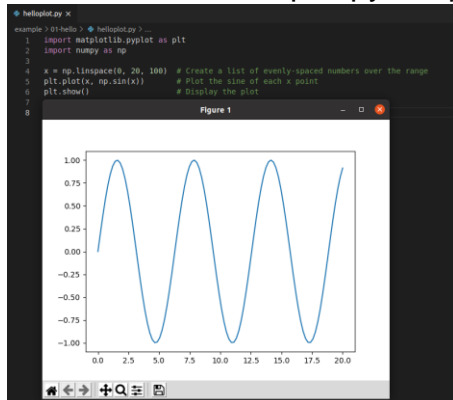 helloplot.py ×
example > 01-hello > helloplot.py > ...
1 import matplotlib.pyplot as plt
2 import numpy as np
3
4 x = np.linspace(0, 20, 100)  # Create a list of evenly-spaced numbers over the range
5 plt.plot(x, np.sin(x))       # Plot the sine of each x point
6 plt.show()                   # Display the plot
7
8
Figure 1
1.00
0.75
0.50
0.25
0.00
−0.25
−0.50
−0.75
−1.00
0.0 2.5 5.0 7.5 10.0 12.5 15.0 17.5 20.0